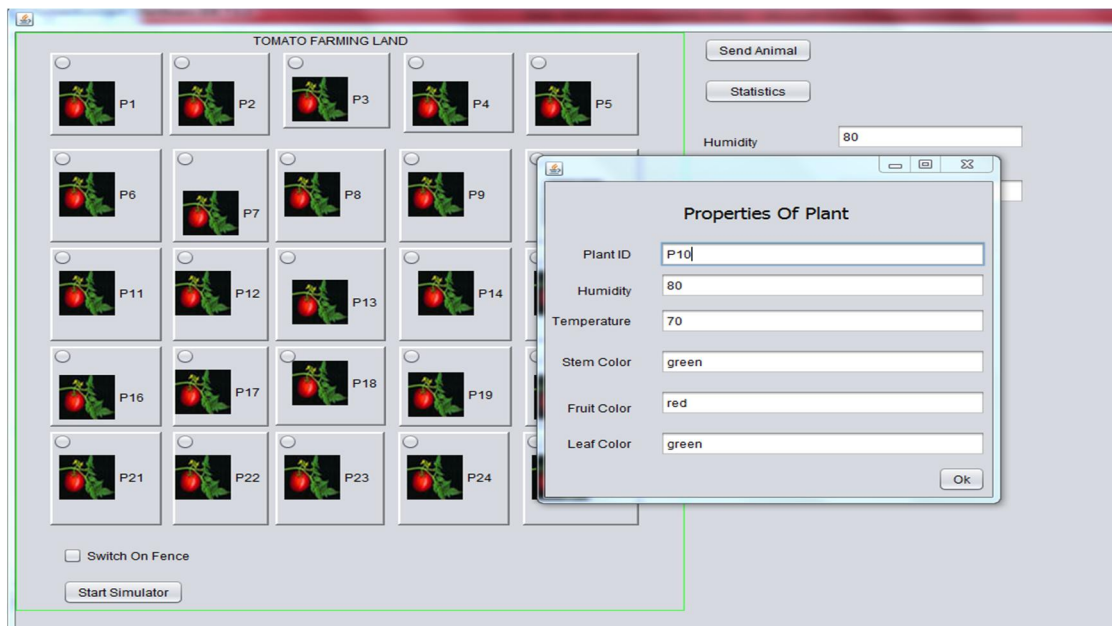 TOMATO FARMING LAND
P1
P2
P3
P4
P5
P6
P7
P8
P9
P11
P12
P13
P14
P16
P17
P18
P19
P21
P22
P23
P24
Switch On Fence
Start Simulator
Send Animal
Statistics
Humidity 80
Properties Of Plant
Plant ID P10
Humidity 80
Temperature 70
Stem Color green
Fruit Color red
Leaf Color green
Ok